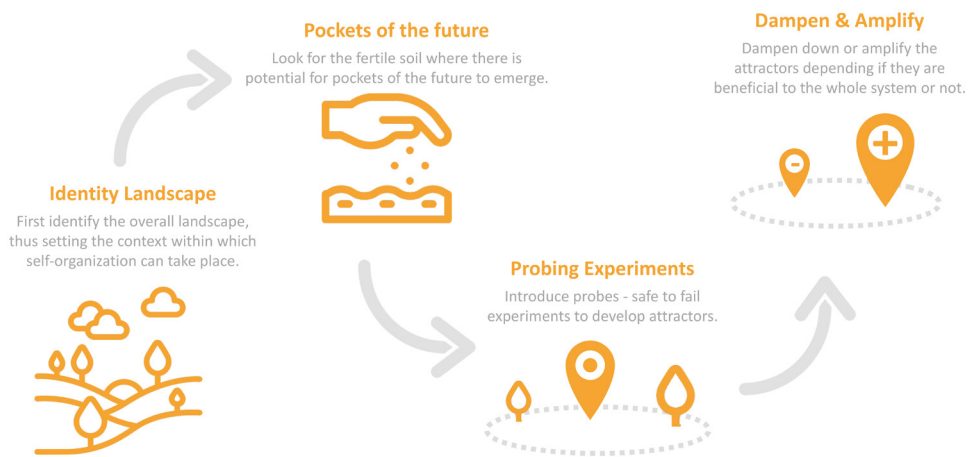 Identity Landscape
First identify the overall landscape,
thus setting the context within which
self-organization can take place.
Pockets of the future
Look for the fertile soil where there is
potential for pockets of the future to emerge.
Probing Experiments
Introduce probes - safe to fail
experiments to develop attractors.
Dampen & Amplify
Dampen down or amplify the
attractors depending if they are
beneficial to the whole system or not.